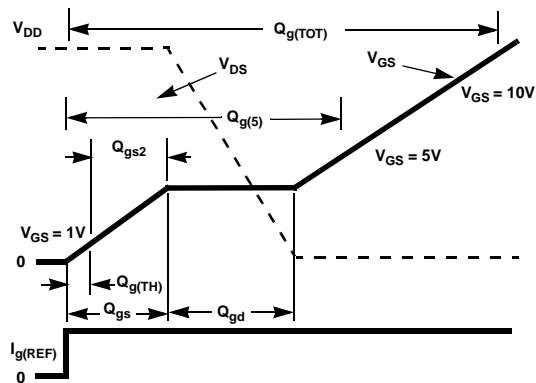 V_DD
Q_g(TOT)
V_DS
V_GS
V_GS = 10V
Q_g(5)
Q_gs2
V_GS = 5V
V_GS = 1V
0
Q_g(TH)
Q_gs
Q_gd
I_g(REF)
0